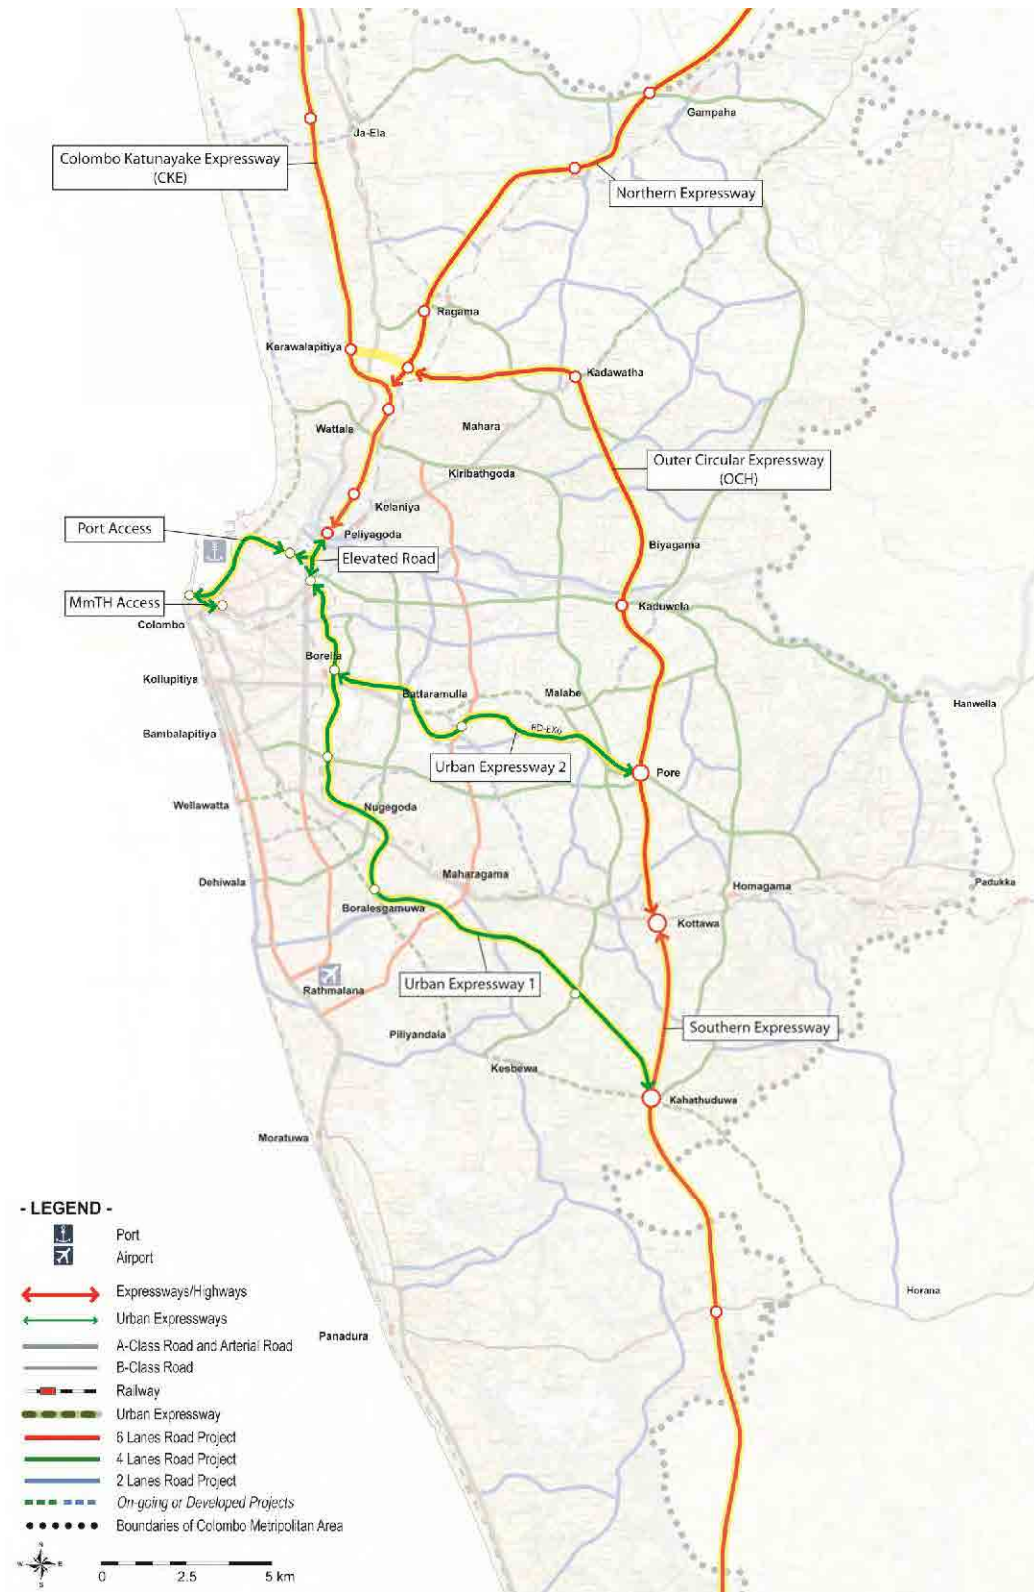 Ja-Ela
Gampaha
Colombo Katunayake Expressway
(CKE)
Northern Expressway
Ragama
Kerawalapitiya
Kadawatha
Wattala
Mahara
Outer Circular Expressway
(OCH)
Kiribathgoda
Kelaniya
Port Access
Peliyagoda
Biyagama
Elevated Road
MmTH Access
Kaduwela
Colombo
Borella
Kollupitiya
Battaramulla
Malabe
Hanwella
Bambalapitiya
RD-EX6
Urban Expressway 2
Pore
Wellawatta
Nugegoda
Dehiwala
Maharagama
Homagama
Padukka
Boralesgamuwa
Kottawa
Urban Expressway 1
Rathmalana
Southern Expressway
Piliyandala
Kesbewa
Kahathuduwa
Moratuwa
Horana
Panadura
- LEGEND -
Port
Airport
Expressways/Highways
Urban Expressways
A-Class Road and Arterial Road
B-Class Road
Railway
Urban Expressway
6 Lanes Road Project
4 Lanes Road Project
2 Lanes Road Project
On-going or Developed Projects
Boundaries of Colombo Metripolitan Area
W N E S
0 2.5 5 km